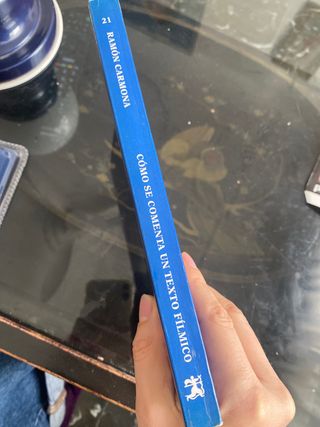 21
RAMÓN CARMONA
CÓMO SE COMENTA UN TEXTO FÍLMICO